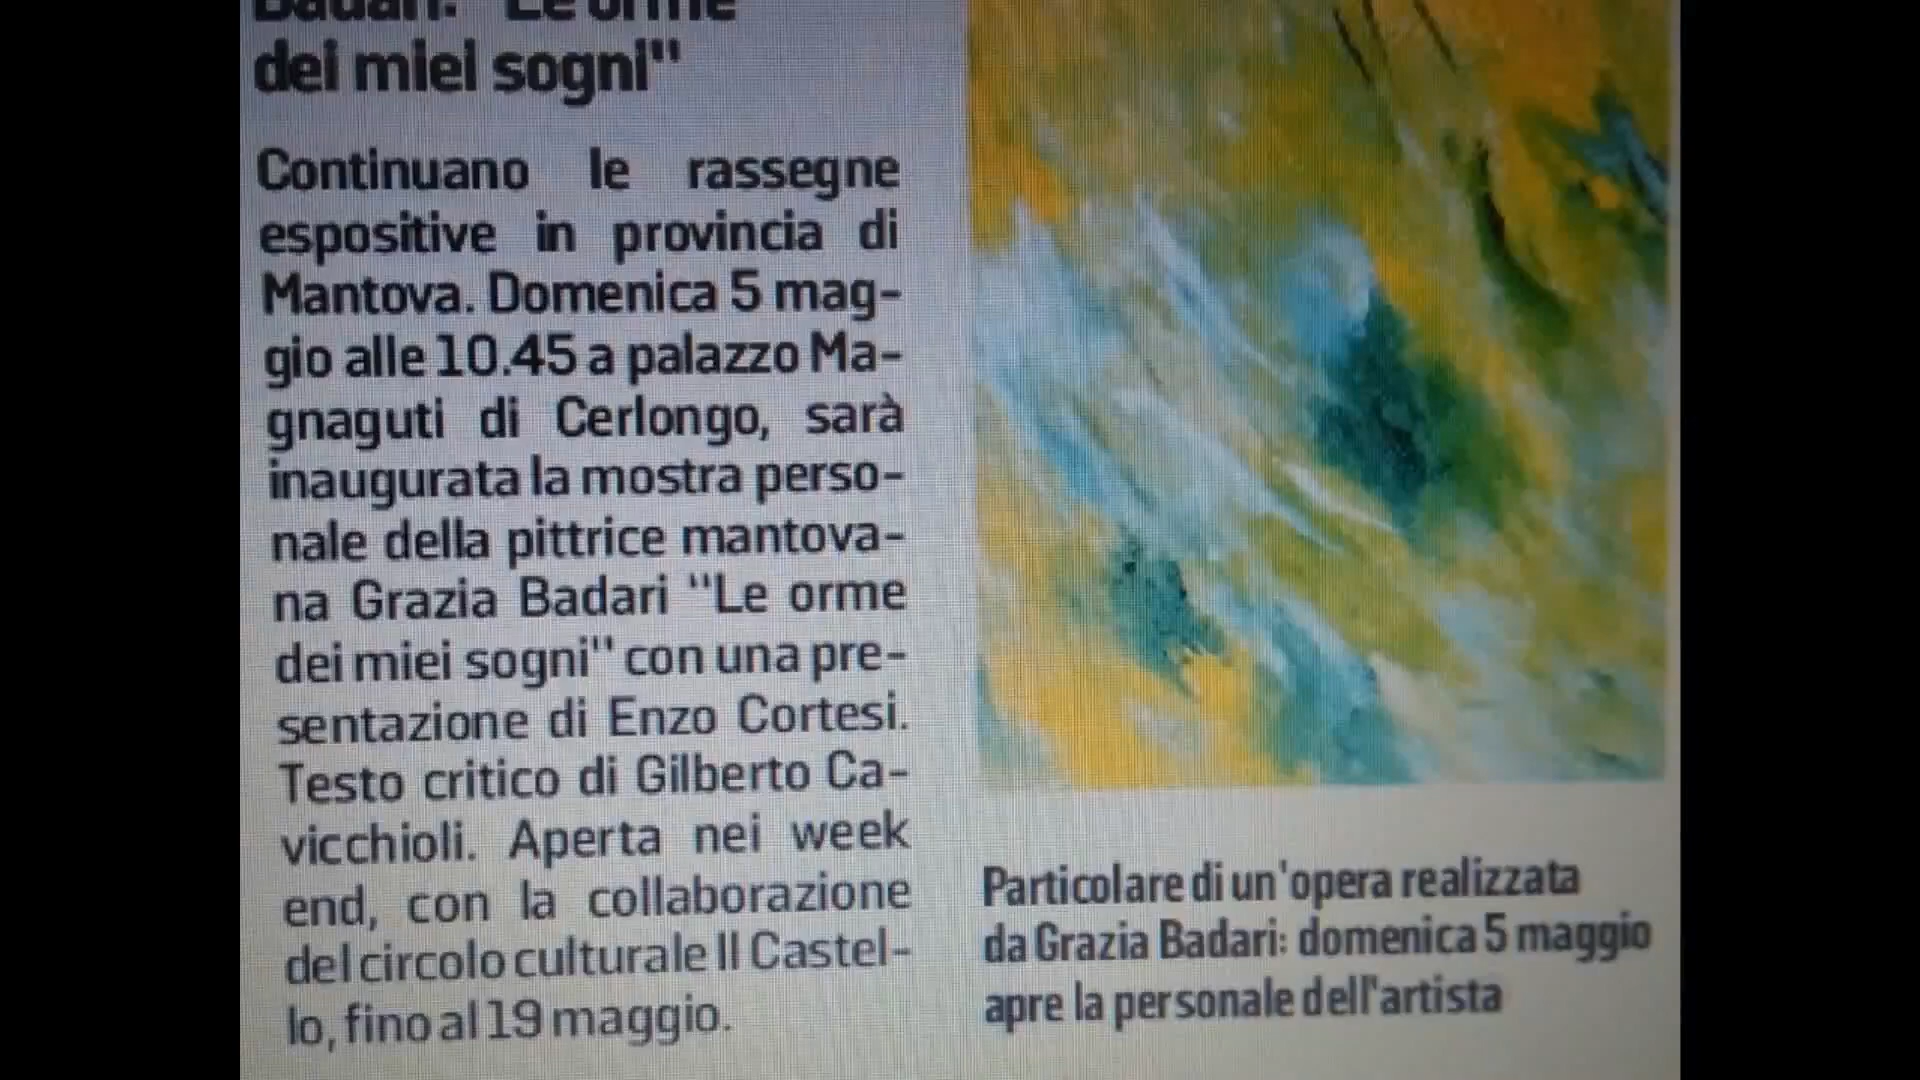 Badari: "Le orme
dei miei sogni"
Continuano le rassegne
espositive in provincia di
Mantova. Domenica 5 mag-
gio alle 10.45 a palazzo Ma-
gnaguti di Cerlongo, sarà
inaugurata la mostra perso-
nale della pittrice mantova-
na Grazia Badari "Le orme
dei miei sogni" con una pre-
sentazione di Enzo Cortesi.
Testo critico di Gilberto Ca-
vicchioli. Aperta nei week
end, con la collaborazione
del circolo culturale Il Castel-
lo, fino al 19 maggio.
Particolare di un'opera realizzata
da Grazia Badari: domenica 5 maggio
apre la personale dell'artista